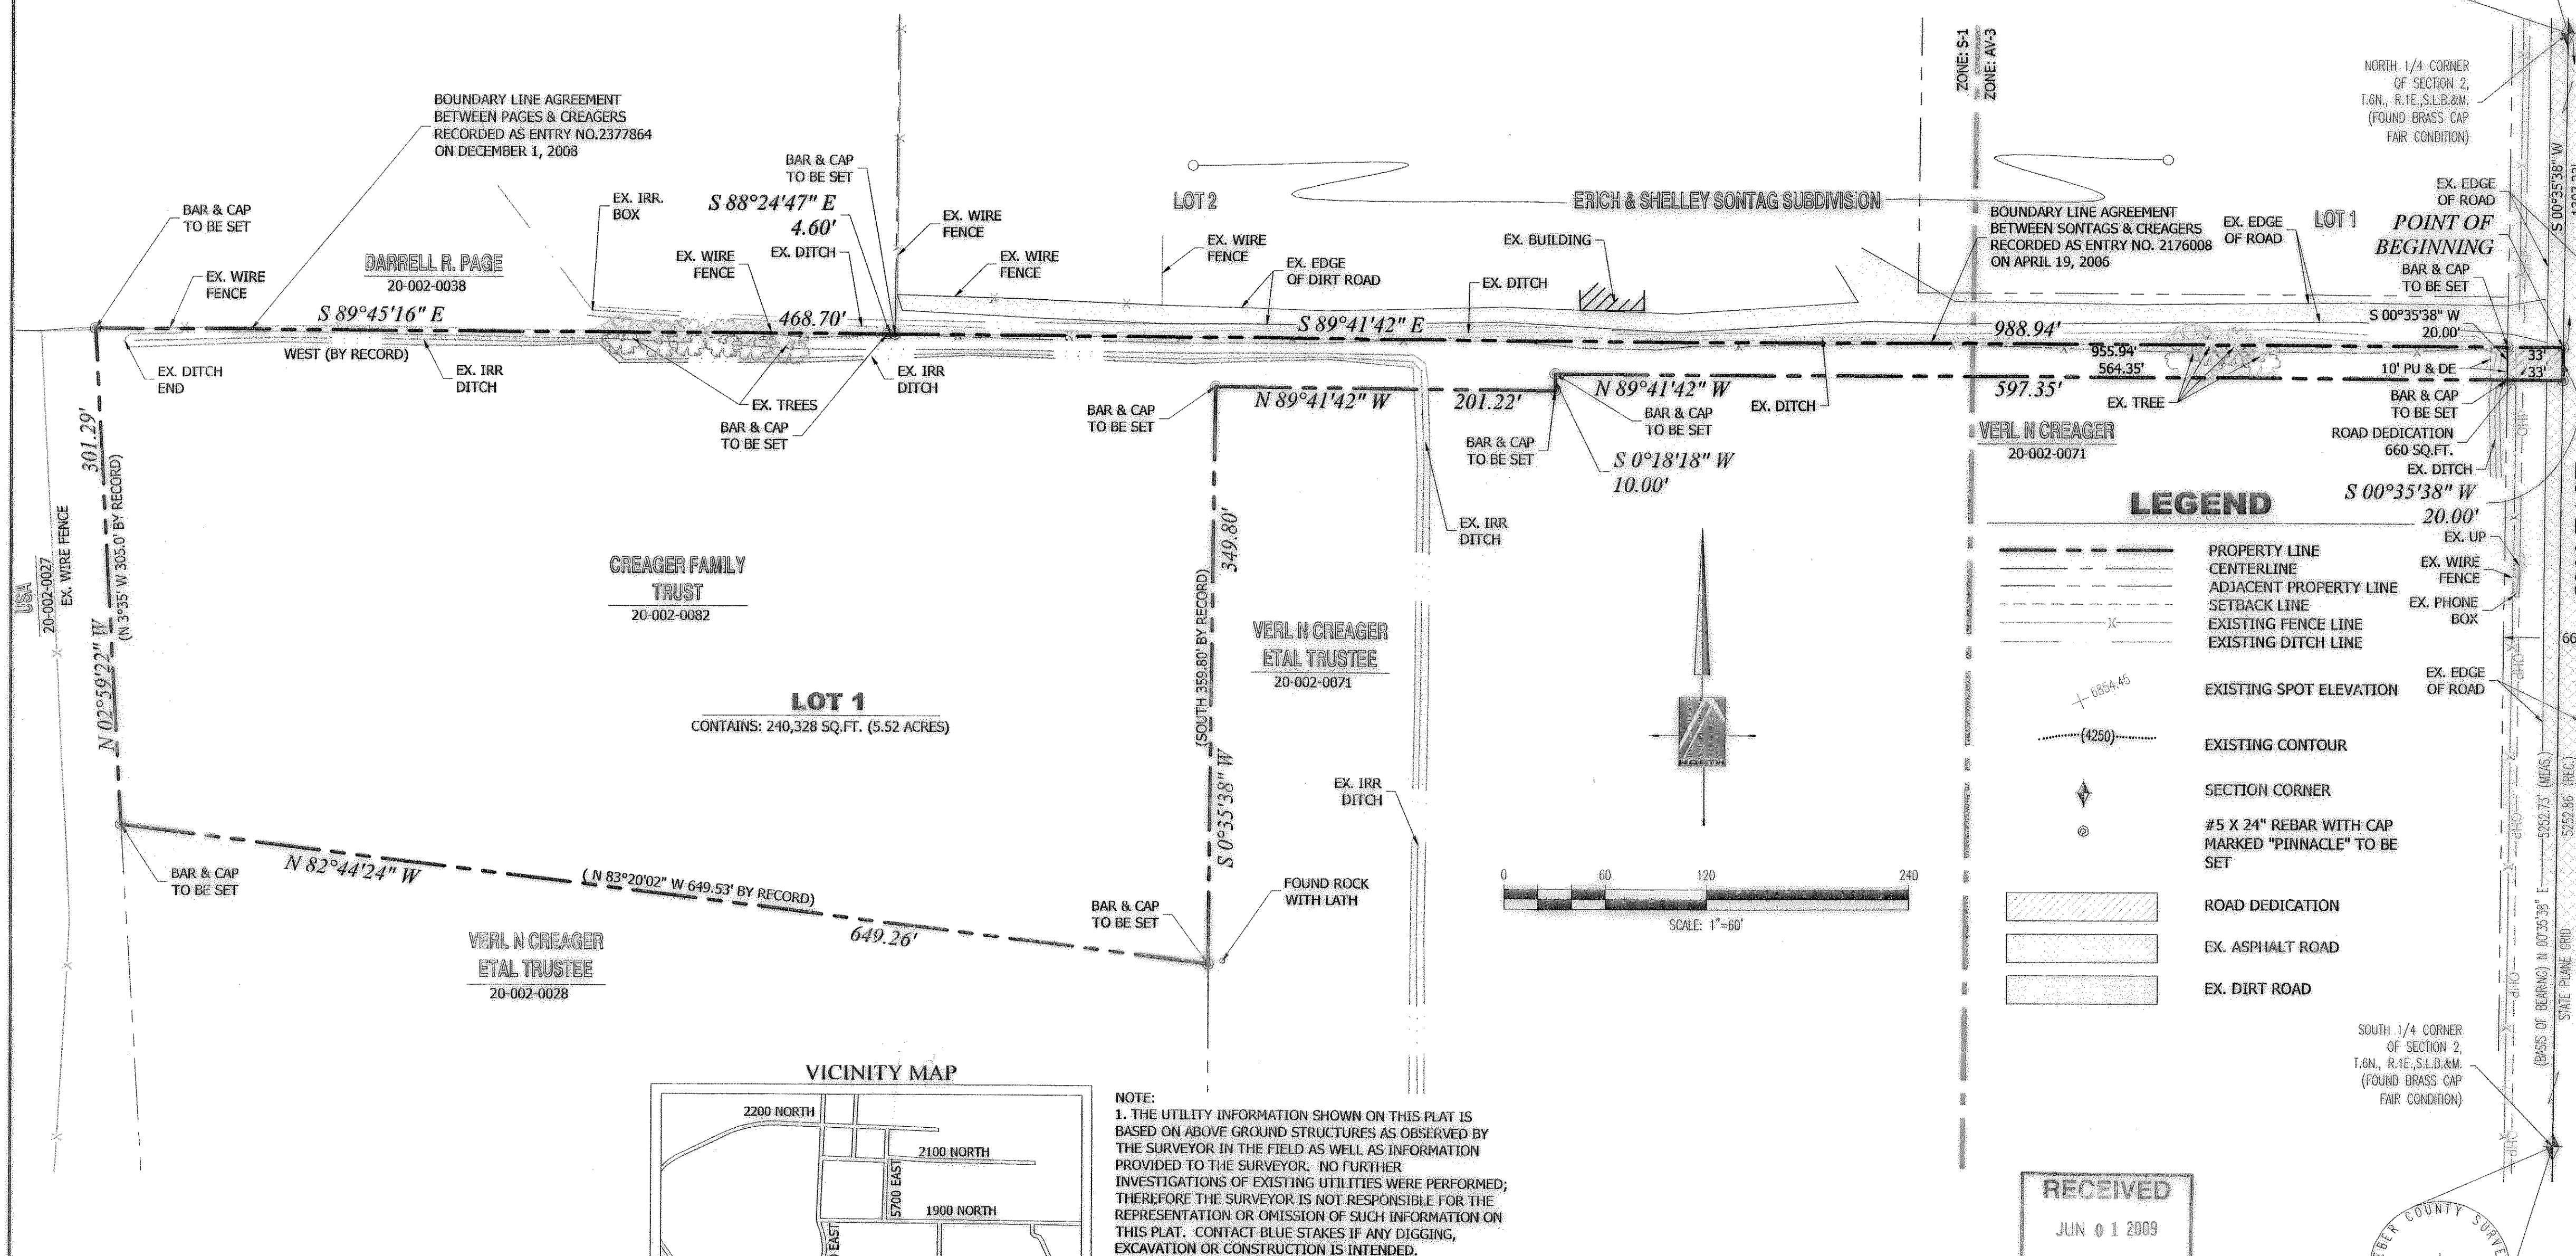 BOUNDARY LINE AGREEMENT
BETWEEN PAGES & CREAGERS
RECORDED AS ENTRY NO.2377864
ON DECEMBER 1, 2008
BAR & CAP
TO BE SET
EX. WIRE
FENCE
DARRELL R. PAGE
20-002-0038
S 89°45'16" E
468.70'
WEST (BY RECORD)
EX. DITCH
END
EX. IRR
DITCH
EX. IRR.
BOX
EX. WIRE
FENCE
BAR & CAP
TO BE SET
S 88°24'47" E
4.60'
EX. DITCH
EX. TREES
BAR & CAP
TO BE SET
EX. IRR
DITCH
EX. WIRE
FENCE
EX. WIRE
FENCE
LOT 2
EX. WIRE
FENCE
EX. EDGE
OF DIRT ROAD
EX. DITCH
EX. BUILDING
ERICH & SHELLEY SONTAG SUBDIVISION
S 89°41'42" E
988.94'
ZONE: S-1
ZONE: AV-3
BOUNDARY LINE AGREEMENT
BETWEEN SONTAGS & CREAGERS
RECORDED AS ENTRY NO. 2176008
ON APRIL 19, 2006
EX. EDGE
OF ROAD
LOT 1
NORTH 1/4 CORNER
OF SECTION 2,
T.6N., R.1E.,S.L.B.&M.
(FOUND BRASS CAP
FAIR CONDITION)
S 00°35'38" W
EX. EDGE
OF ROAD
POINT OF
BEGINNING
BAR & CAP
TO BE SET
S 00°35'38" W
20.00'
33'
33'
10' PU & DE
BAR & CAP
TO BE SET
ROAD DEDICATION
660 SQ.FT.
EX. DITCH
S 00°35'38" W
20.00'
EX. UP
EX. WIRE
FENCE
EX. PHONE
BOX
66
EX. EDGE
OF ROAD
955.94'
564.35'
597.35'
EX. TREE
EX. DITCH
VERL N CREAGER
20-002-0071
BAR & CAP
TO BE SET
N 89°41'42" W
201.22'
N 89°41'42" W
BAR & CAP
TO BE SET
BAR & CAP
TO BE SET
S 0°18'18" W
10.00'
EX. IRR
DITCH
301.29'
N 02°59'22" W
(N 3°35' W 305.0' BY RECORD)
EX. WIRE FENCE
USA
20-002-0027
CREAGER FAMILY
TRUST
20-002-0082
LOT 1
CONTAINS: 240,328 SQ.FT. (5.52 ACRES)
349.80'
(SOUTH 359.80' BY RECORD)
S 0°35'38" W
VERL N CREAGER
ETAL TRUSTEE
20-002-0071
EX. IRR
DITCH
NORTH
0 60 120 240
SCALE: 1"=60'
BAR & CAP
TO BE SET
N 82°44'24" W
( N 83°20'02" W 649.53' BY RECORD)
649.26'
VERL N CREAGER
ETAL TRUSTEE
20-002-0028
BAR & CAP
TO BE SET
FOUND ROCK
WITH LATH
LEGEND
PROPERTY LINE
CENTERLINE
ADJACENT PROPERTY LINE
SETBACK LINE
X EXISTING FENCE LINE
EXISTING DITCH LINE
6854.45 EXISTING SPOT ELEVATION
(4250) EXISTING CONTOUR
SECTION CORNER
#5 X 24" REBAR WITH CAP
MARKED "PINNACLE" TO BE
SET
ROAD DEDICATION
EX. ASPHALT ROAD
EX. DIRT ROAD
OHP
OHP
OHP
OHP
OHP
(BASIS OF BEARING) N 00°35'38" E 5252.73' (MEAS.)
STATE PLANE GRID 5252.86' (REC.)
SOUTH 1/4 CORNER
OF SECTION 2,
T.6N., R.1E.,S.L.B.&M.
(FOUND BRASS CAP
FAIR CONDITION)
VICINITY MAP
2200 NORTH
2100 NORTH
5700 EAST
1900 NORTH
EAST
NOTE:
1. THE UTILITY INFORMATION SHOWN ON THIS PLAT IS
BASED ON ABOVE GROUND STRUCTURES AS OBSERVED BY
THE SURVEYOR IN THE FIELD AS WELL AS INFORMATION
PROVIDED TO THE SURVEYOR. NO FURTHER
INVESTIGATIONS OF EXISTING UTILITIES WERE PERFORMED;
THEREFORE THE SURVEYOR IS NOT RESPONSIBLE FOR THE
REPRESENTATION OR OMISSION OF SUCH INFORMATION ON
THIS PLAT. CONTACT BLUE STAKES IF ANY DIGGING,
EXCAVATION OR CONSTRUCTION IS INTENDED.
RECEIVED
JUN 01 2009
EBER COUNTY SURVE